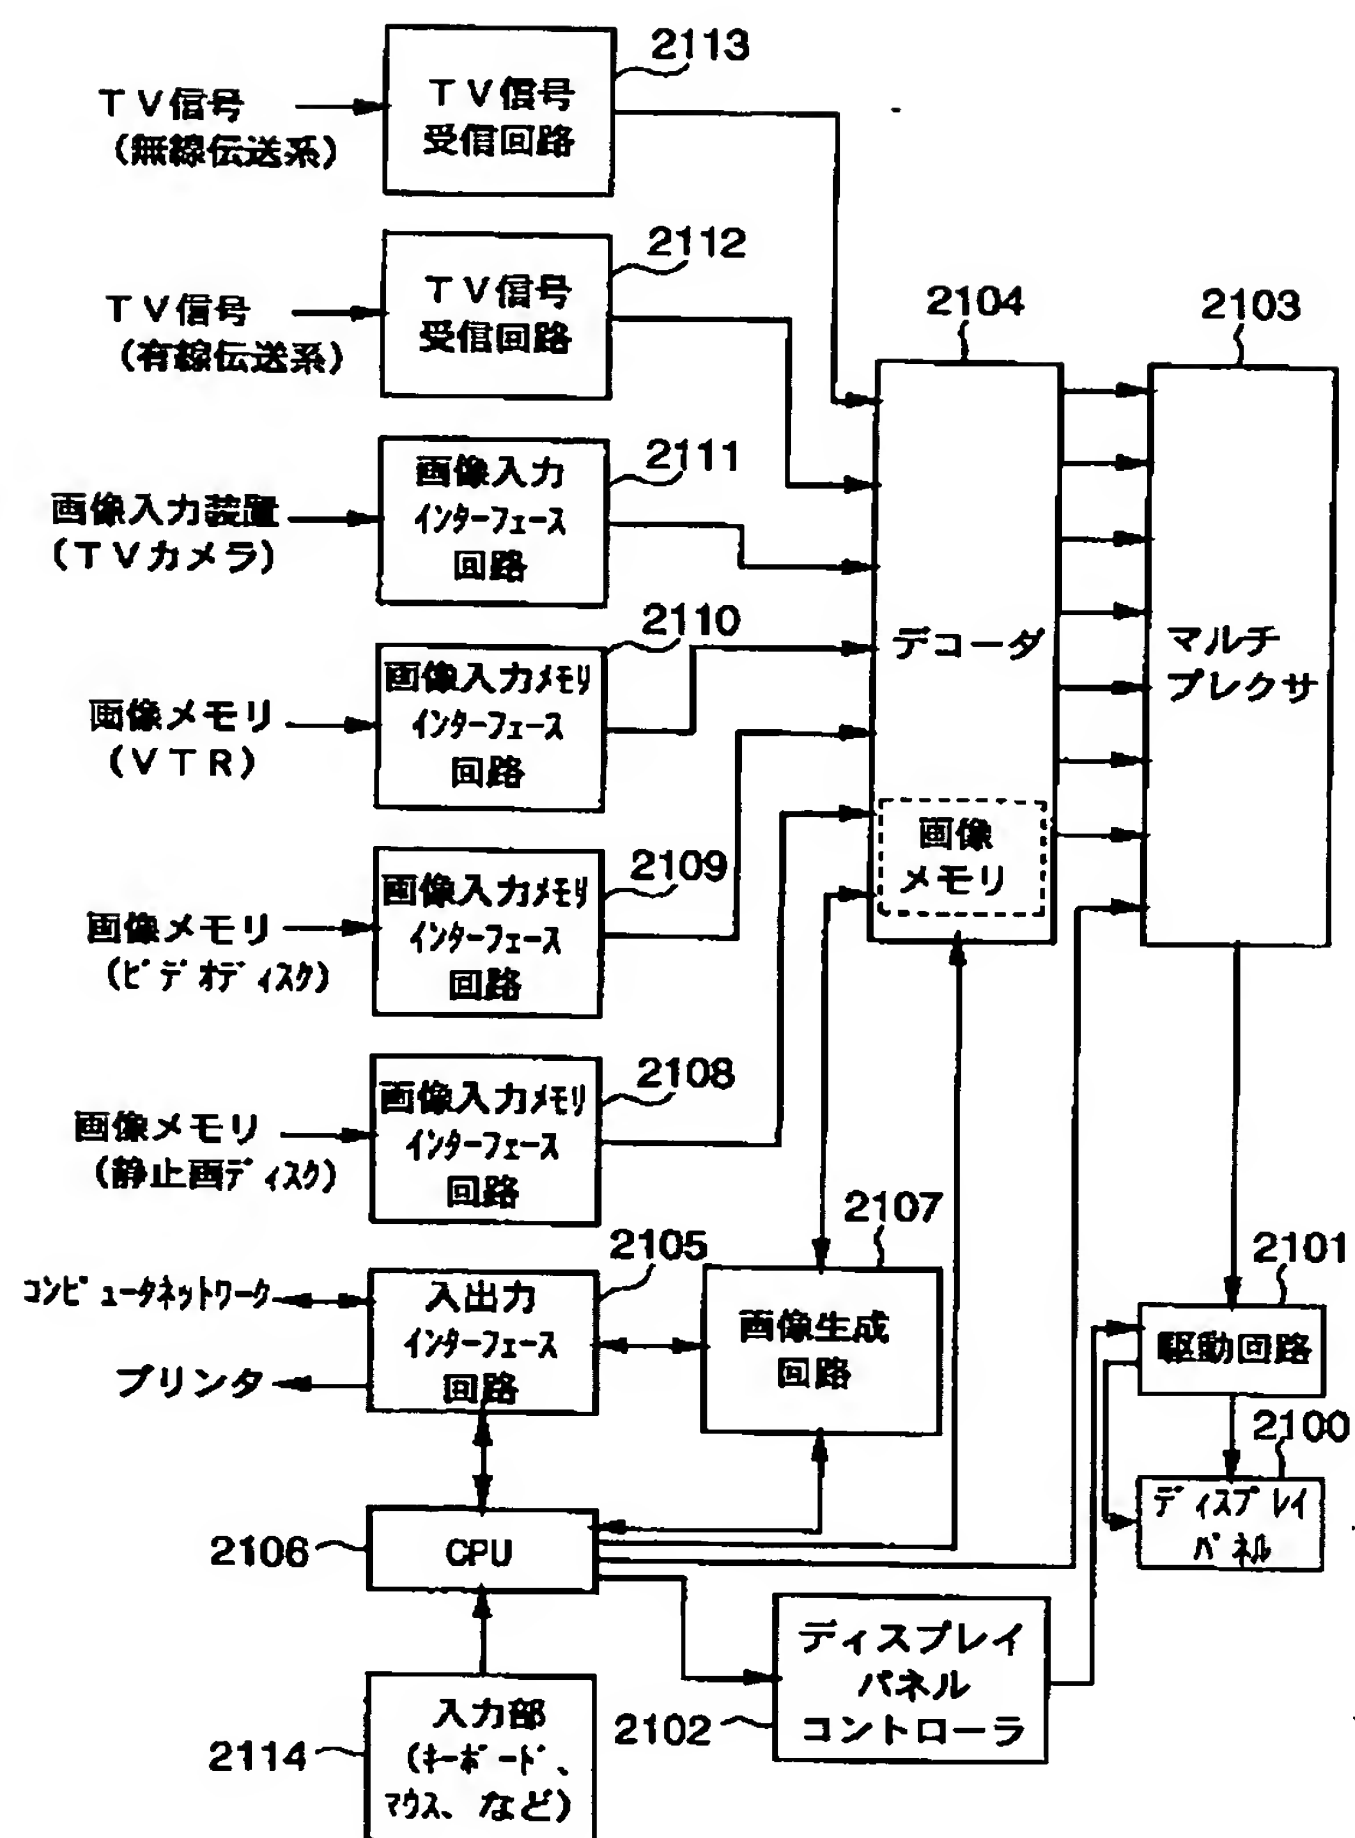 2113
TV信号
(無線伝送系)
TV信号
受信回路
2112
TV信号
(有線伝送系)
TV信号
受信回路
2104
2103
2111
画像入力装置
(TVカメラ)
画像入力
インターフェース
回路
デコーダ
マルチ
プレクサ
2110
画像メモリ
(VTR)
画像入力メモリ
インターフェース
回路
画像
メモリ
2109
画像メモリ
(ビデオディスク)
画像入力メモリ
インターフェース
回路
2108
画像メモリ
(静止画ディスク)
画像入力メモリ
インターフェース
回路
2107
2105
コンピュータネットワーク
プリンタ
入出力
インターフェース
回路
画像生成
回路
2101
駆動回路
2100
ディスプレイ
パネル
2106
CPU
ディスプレイ
パネル
コントローラ
2102
2114
入力部
(キーボード、
マウス、など)